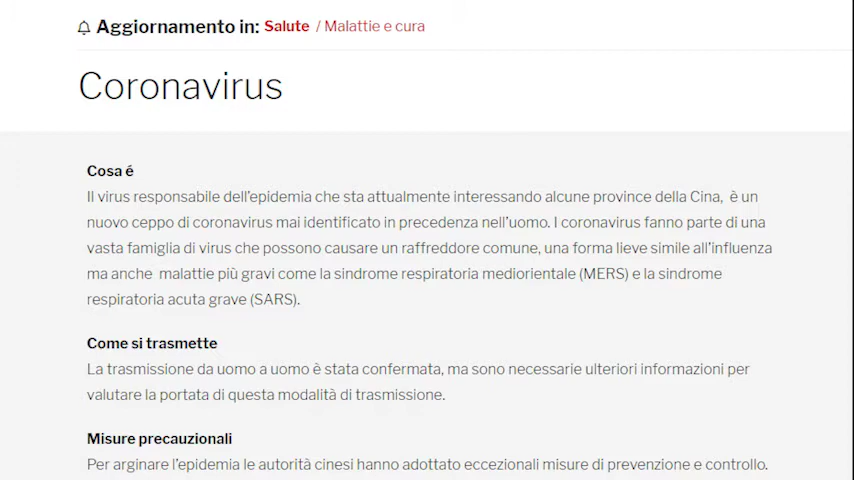 Aggiornamento in: Salute / Malattie e cura
Coronavirus
Cosa é
Il virus responsabile dell'epidemia che sta attualmente interessando alcune province della Cina, è un
nuovo ceppo di coronavirus mai identificato in precedenza nell'uomo. I coronavirus fanno parte di una
vasta famiglia di virus che possono causare un raffreddore comune, una forma lieve simile all'influenza
ma anche malattie più gravi come la sindrome respiratoria mediorientale (MERS) e la sindrome
respiratoria acuta grave (SARS).
Come si trasmette
La trasmissione da uomo a uomo è stata confermata, ma sono necessarie ulteriori informazioni per
valutare la portata di questa modalità di trasmissione.
Misure precauzionali
Per arginare l'epidemia le autorità cinesi hanno adottato eccezionali misure di prevenzione e controllo.